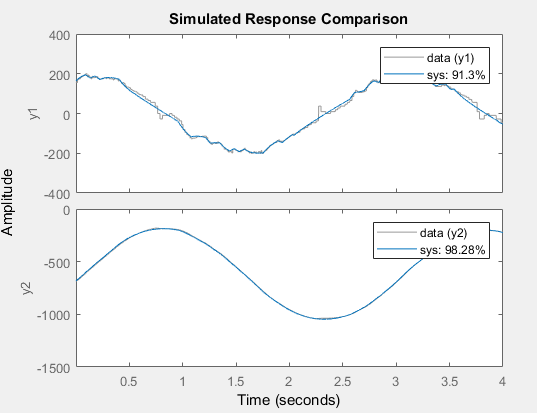 Simulated Response Comparison
400
200
0
-200
-400
y1
data (y1)
sys: 91.3%
Amplitude
0
-500
-1000
-1500
y2
data (y2)
sys: 98.28%
0.5
1
1.5
2
2.5
3
3.5
4
Time (seconds)